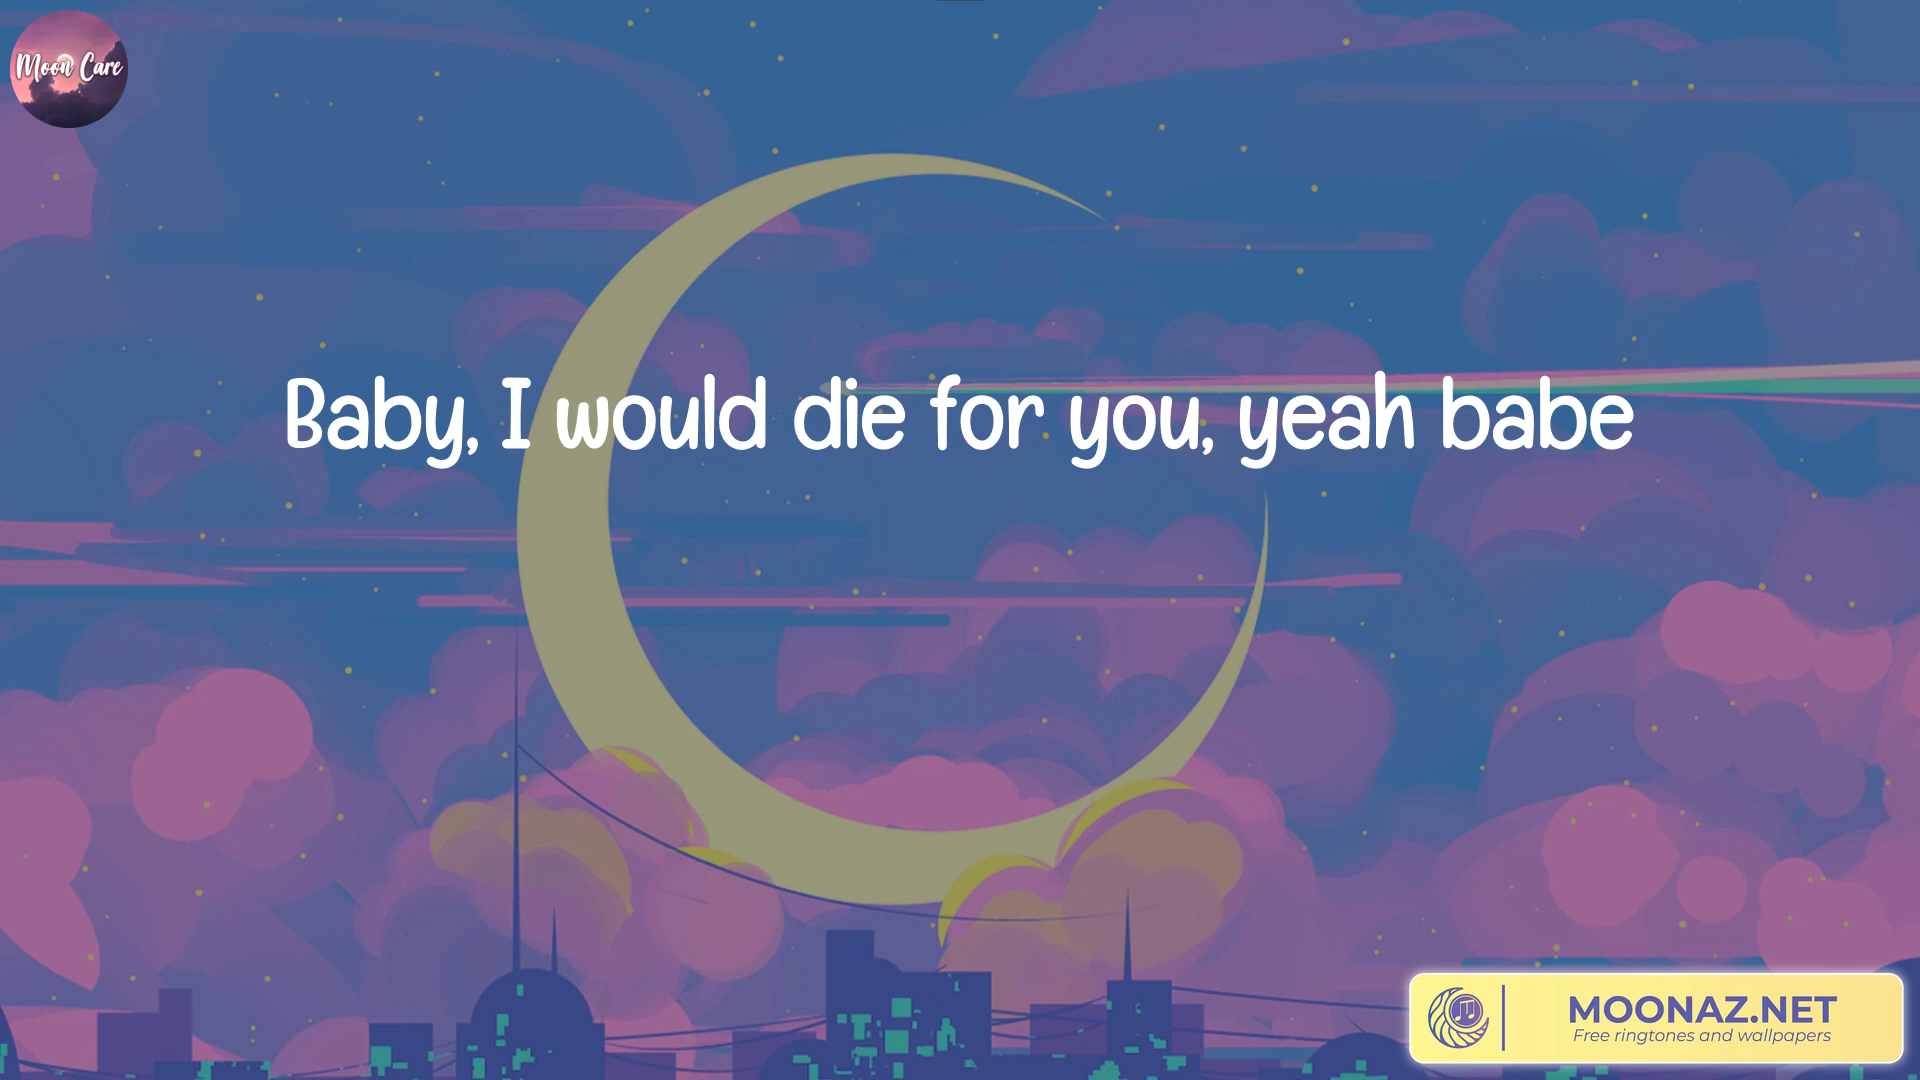 Moon Care
Baby, I would die for you, yeah babe
MOONAZ.NET
Free ringtones and wallpapers